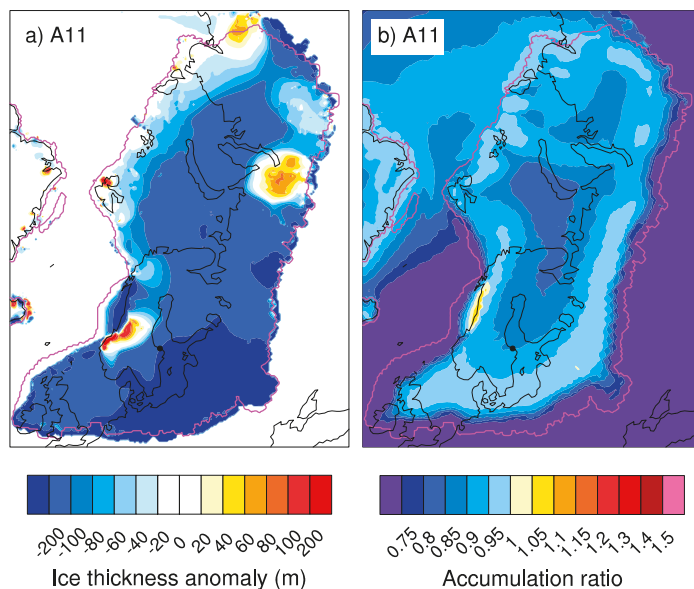 a) A11
b) A11
-200 -100 -80 -60 -40 -20 0 20 40 60 80 100 200
Ice thickness anomaly (m)
0.75 0.8 0.85 0.9 0.95 1 1.05 1.1 1.15 1.2 1.3 1.4 1.5
Accumulation ratio